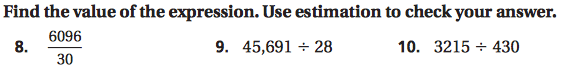 Find the value of the expression. Use estimation to check your answer.
8. 6096/30 9. 45,691 ÷ 28 10. 3215 ÷ 430